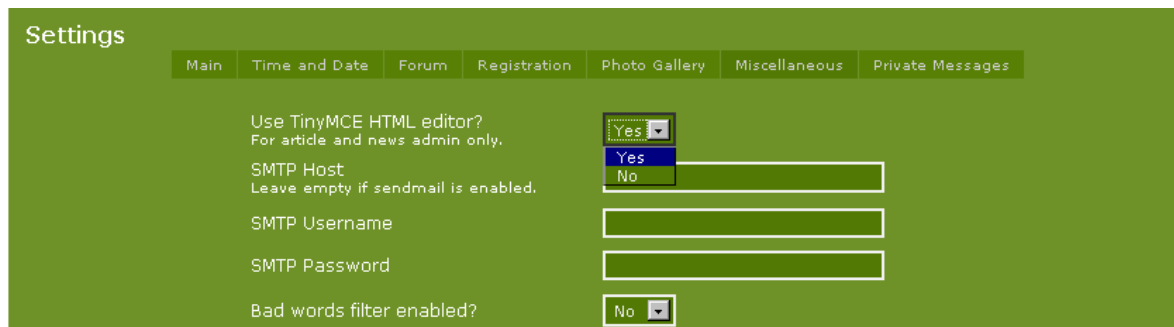 Settings
Main Time and Date Forum Registration Photo Gallery Miscellaneous Private Messages
Use TinyMCE HTML editor?
For article and news admin only.
Yes
Yes
No
SMTP Host
Leave empty if sendmail is enabled.
SMTP Username
SMTP Password
Bad words filter enabled?
No